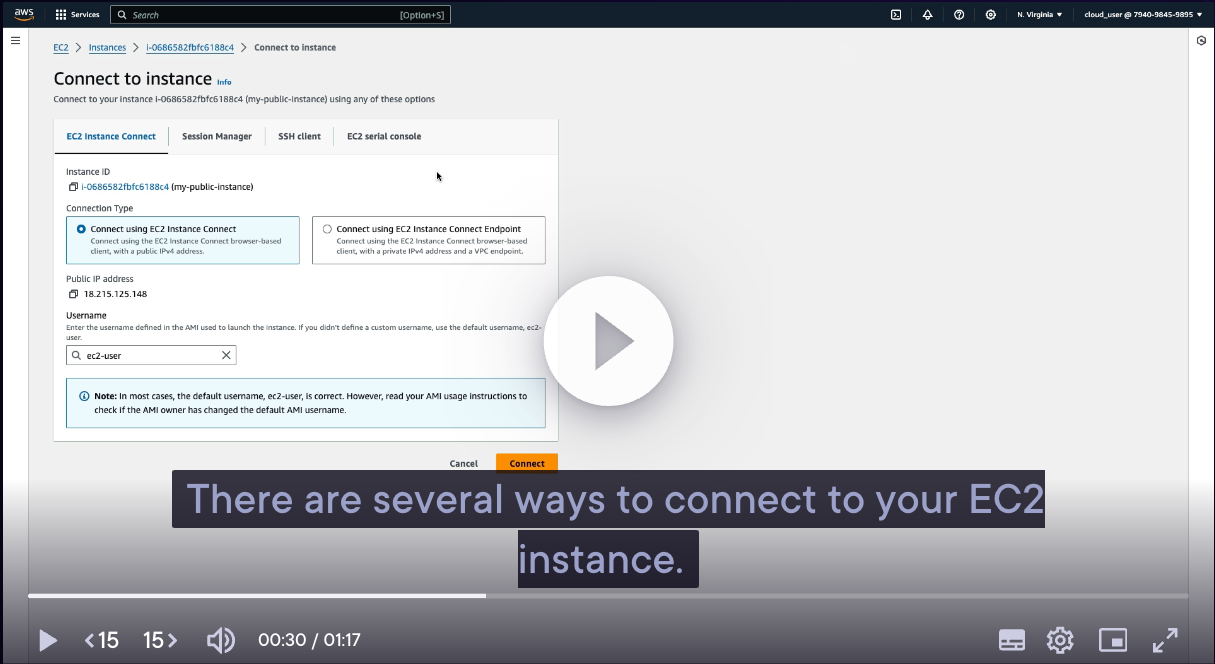 aws Services Search [Option+S] N. Virginia cloud_user @ 7940-9845-9895
EC2 > Instances > i-0686582fbfc6188c4 > Connect to instance
Connect to instance Info
Connect to your instance i-0686582fbfc6188c4 (my-public-instance) using any of these options
EC2 Instance Connect Session Manager SSH client EC2 serial console
Instance ID
i-0686582fbfc6188c4 (my-public-instance)
Connection Type
Connect using EC2 Instance Connect
Connect using the EC2 Instance Connect browser-based
client, with a public IPv4 address.
Connect using EC2 Instance Connect Endpoint
Connect using the EC2 Instance Connect browser-based
client, with a private IPv4 address and a VPC endpoint.
Public IP address
18.215.125.148
Username
Enter the username defined in the AMI used to launch the instance. If you didn't define a custom username, use the default username, ec2-
user.
ec2-user
Note: In most cases, the default username, ec2-user, is correct. However, read your AMI usage instructions to
check if the AMI owner has changed the default AMI username.
Cancel Connect
There are several ways to connect to your EC2
instance.
<15 15> 00:30 / 01:17